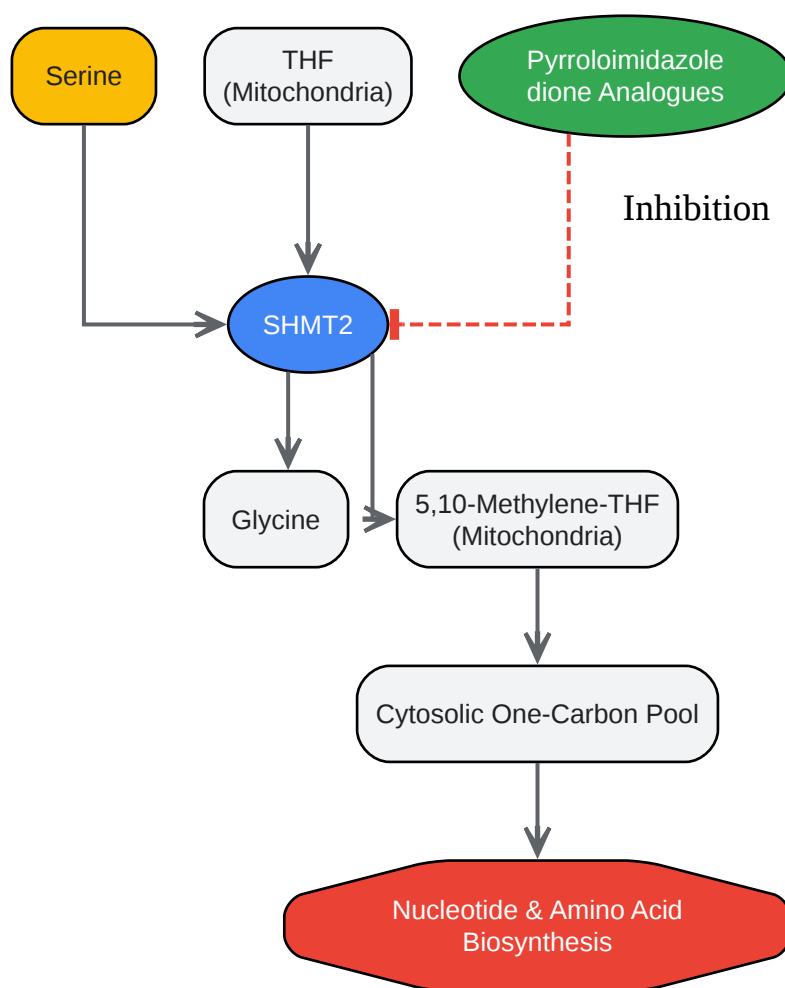 Serine
THF
(Mitochondria)
Pyrroloimidazole
dione Analogues
Inhibition
SHMT2
Glycine
5,10-Methylene-THF
(Mitochondria)
Cytosolic One-Carbon Pool
Nucleotide & Amino Acid
Biosynthesis